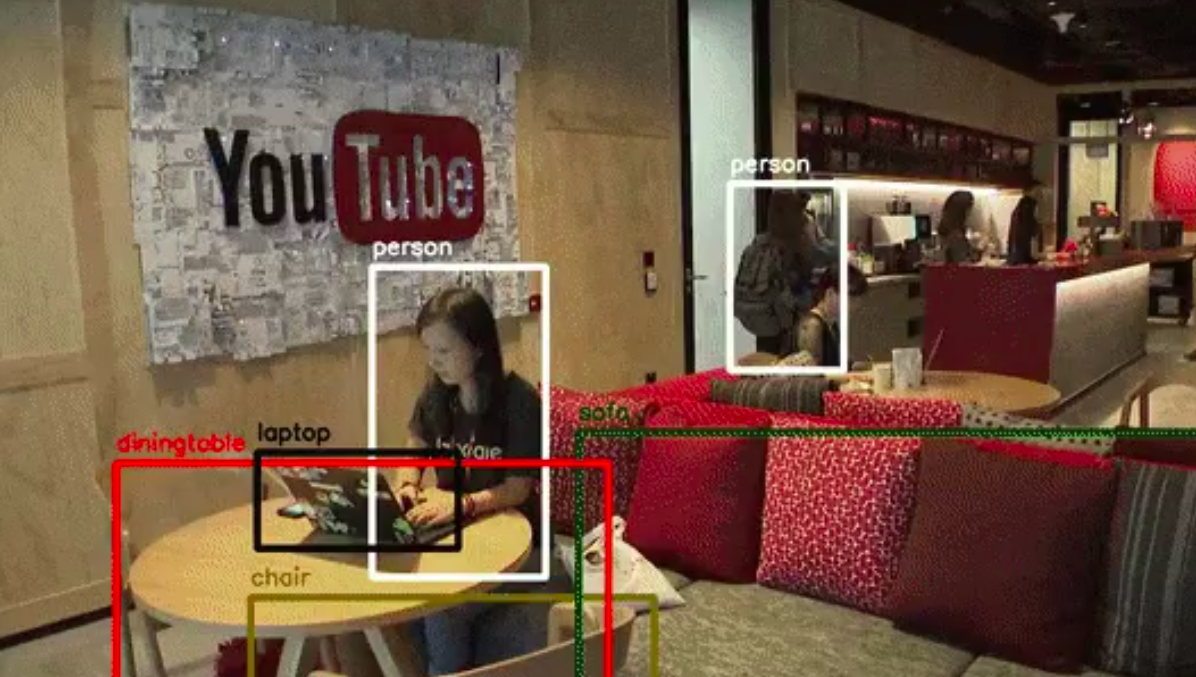 YouTube
person
person
sofa
diningtable
laptop
chair